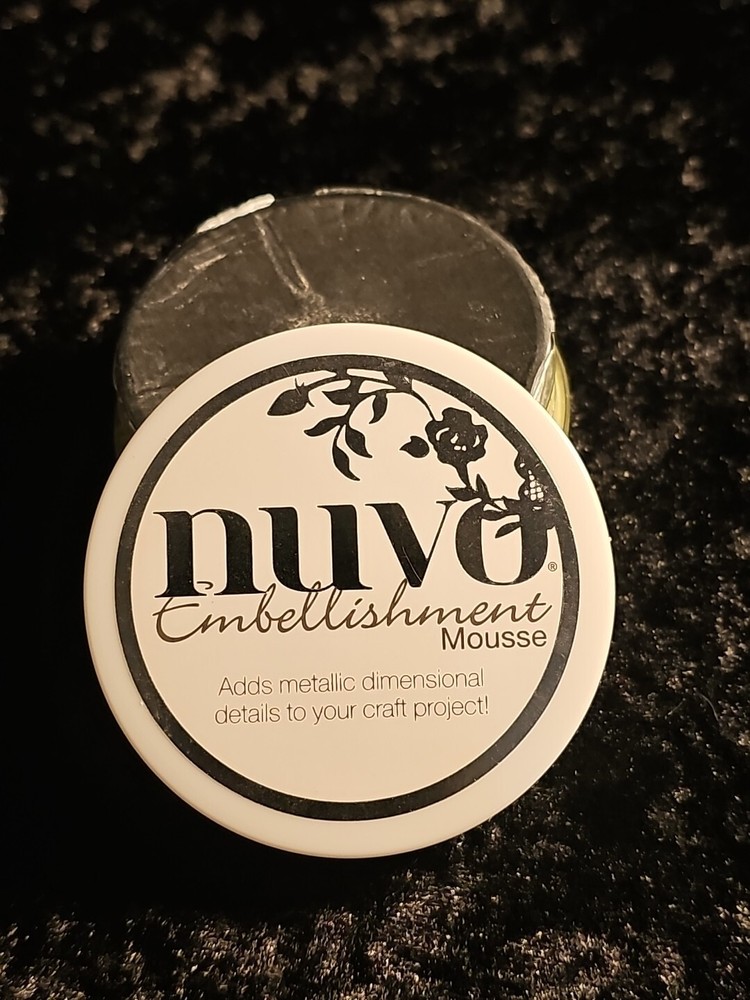 nuvo®
Embellishment
Mousse
Adds metallic dimensional
details to your craft project!